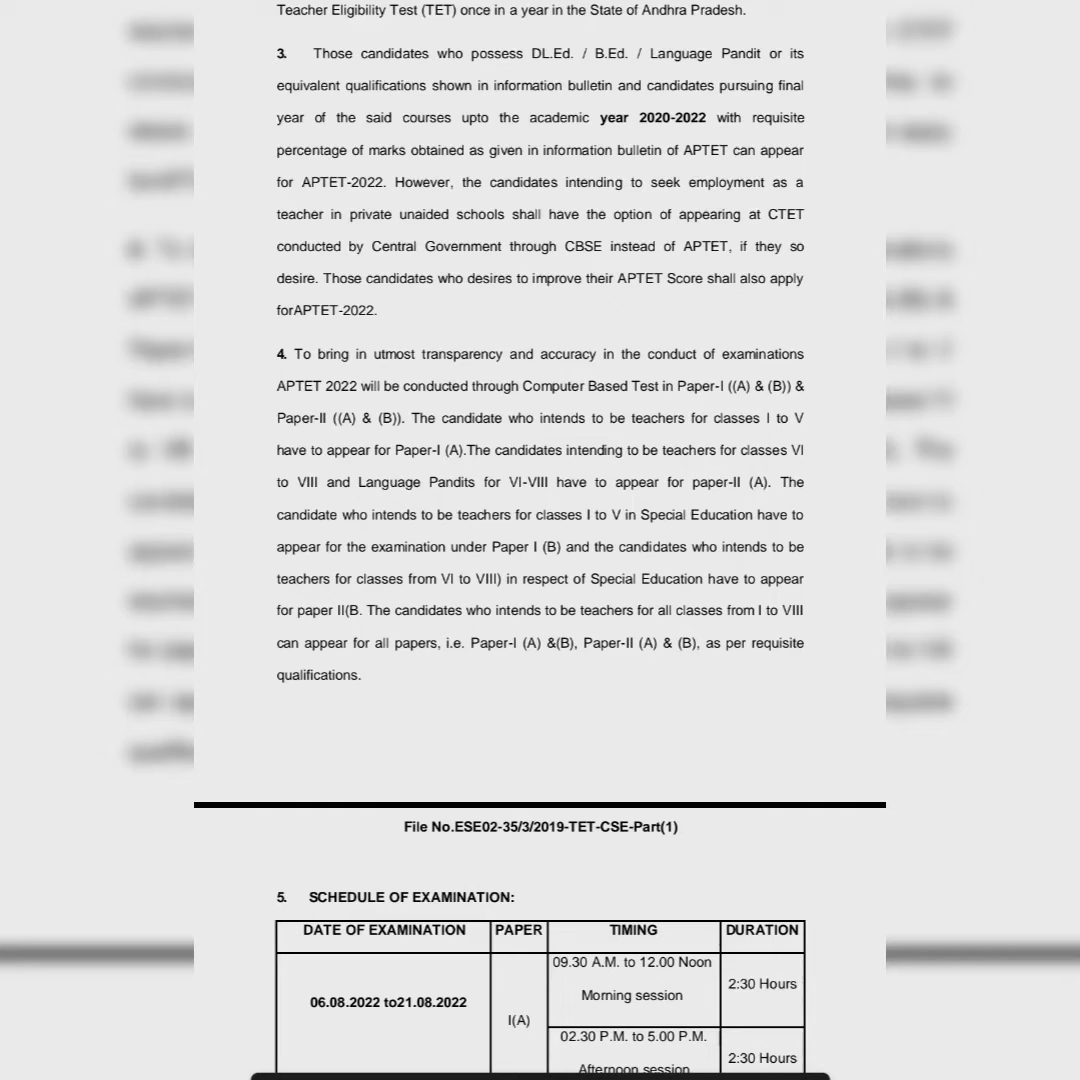 Teacher Eligibility Test (TET) once in a year in the State of Andhra Pradesh.
3. Those candidates who possess DL.Ed. / B.Ed. / Language Pandit or its
equivalent qualifications shown in information bulletin and candidates pursuing final
year of the said courses upto the academic year 2020-2022 with requisite
percentage of marks obtained as given in information bulletin of APTET can appear
for APTET-2022. However, the candidates intending to seek employment as a
teacher in private unaided schools shall have the option of appearing at CTET
conducted by Central Government through CBSE instead of APTET, if they so
desire. Those candidates who desires to improve their APTET Score shall also apply
forAPTET-2022.
4. To bring in utmost transparency and accuracy in the conduct of examinations
APTET 2022 will be conducted through Computer Based Test in Paper-I ((A) & (B)) &
Paper-II ((A) & (B)). The candidate who intends to be teachers for classes I to V
have to appear for Paper-I (A).The candidates intending to be teachers for classes VI
to VIII and Language Pandits for VI-VIII have to appear for paper-II (A). The
candidate who intends to be teachers for classes I to V in Special Education have to
appear for the examination under Paper I (B) and the candidates who intends to be
teachers for classes from VI to VIII) in respect of Special Education have to appear
for paper II(B. The candidates who intends to be teachers for all classes from I to VIII
can appear for all papers, i.e. Paper-I (A) &(B), Paper-II (A) & (B), as per requisite
qualifications.
File No.ESE02-35/3/2019-TET-CSE-Part(1)
5. SCHEDULE OF EXAMINATION:
DATE OF EXAMINATION PAPER TIMING DURATION
09.30 A.M. to 12.00 Noon
2:30 Hours
Morning session
06.08.2022 to21.08.2022
I(A)
02.30 P.M. to 5.00 P.M.
2:30 Hours
Afternoon session